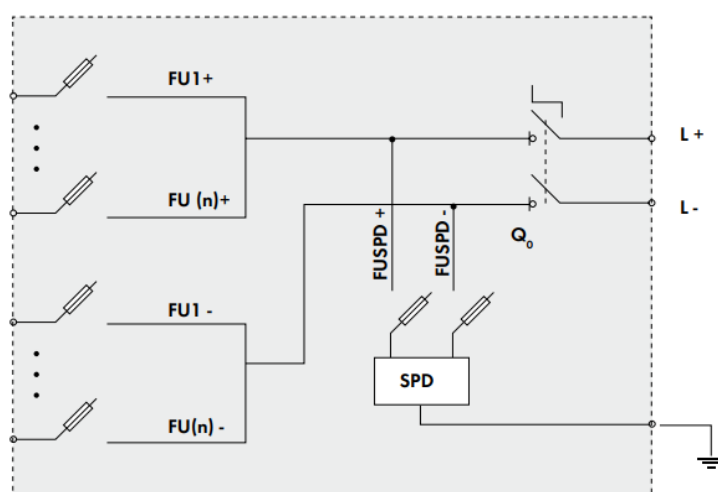 FU1+
FU (n)+
L +
L -
FUSPD +
FUSPD -
Q0
FU1 -
SPD
FU(n) -